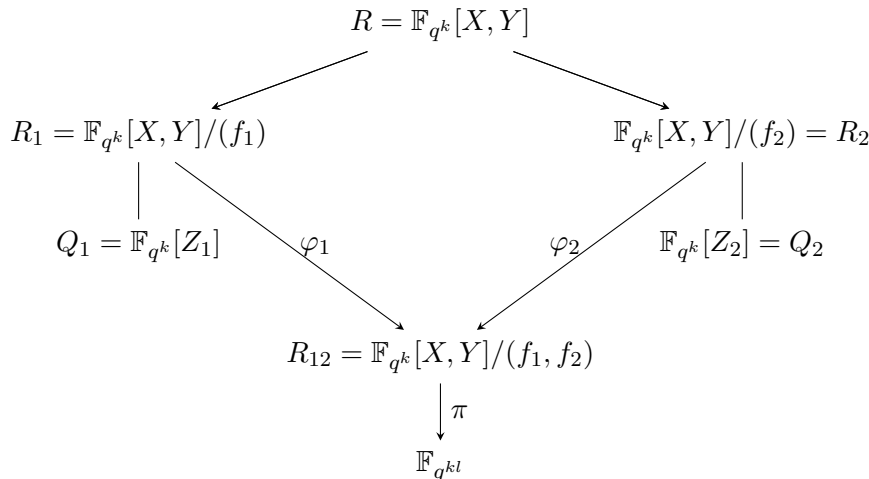 R = 𝔽_{q^k}[X, Y]
R_1 = 𝔽_{q^k}[X, Y]/(f_1) 𝔽_{q^k}[X, Y]/(f_2) = R_2
Q_1 = 𝔽_{q^k}[Z_1] φ_1 φ_2 𝔽_{q^k}[Z_2] = Q_2
R_{12} = 𝔽_{q^k}[X, Y]/(f_1, f_2)
π
𝔽_{q^{kl}}